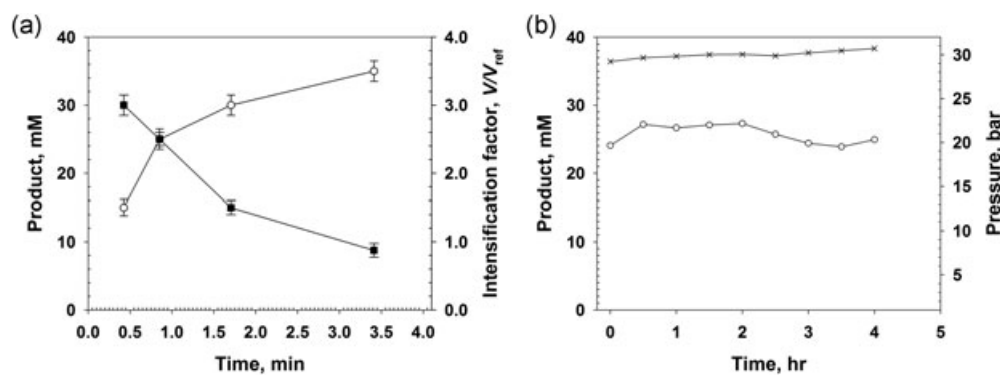 (a)
40
30
20
10
0
Product, mM
0.0 0.5 1.0 1.5 2.0 2.5 3.0 3.5 4.0
Time, min
4.0
3.0
2.0
1.0
0.0
Intensification factor, V/Vref
(b)
40
30
20
10
0
Product, mM
0 1 2 3 4 5
Time, hr
30
25
20
15
10
5
Pressure, bar